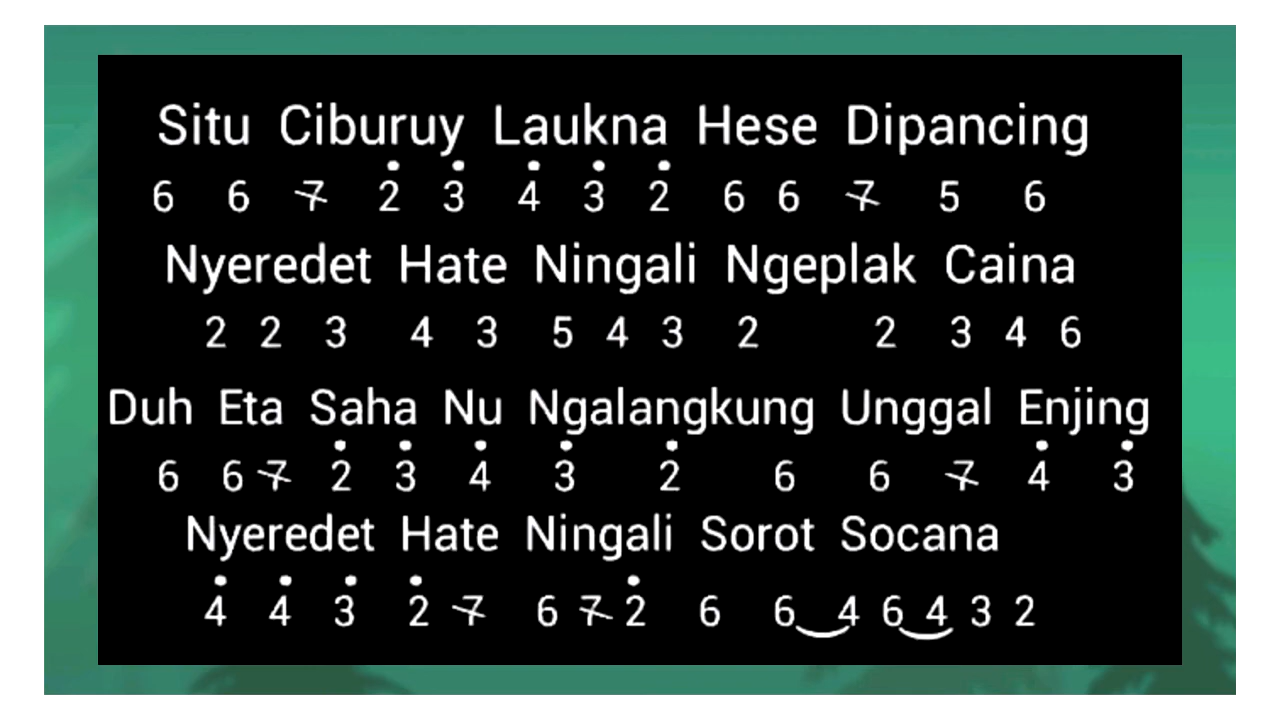 Situ Ciburuy Laukna Hese Dipancing
6 6 7̶ 2̇ 3̇ 4̇ 3̇ 2̇ 6 6 7̶ 5 6
Nyeredet Hate Ningali Ngeplak Caina
2 2 3 4 3 5 4 3 2 2 3 4 6
Duh Eta Saha Nu Ngalangkung Unggal Enjing
6 6 7̶ 2̇ 3̇ 4̇ 3̇ 2̇ 6 6 7̶ 4̇ 3̇
Nyeredet Hate Ningali Sorot Socana
4̇ 4̇ 3̇ 2̇ 7̶ 6 7̶ 2̇ 6 6 4 6 4 3 2